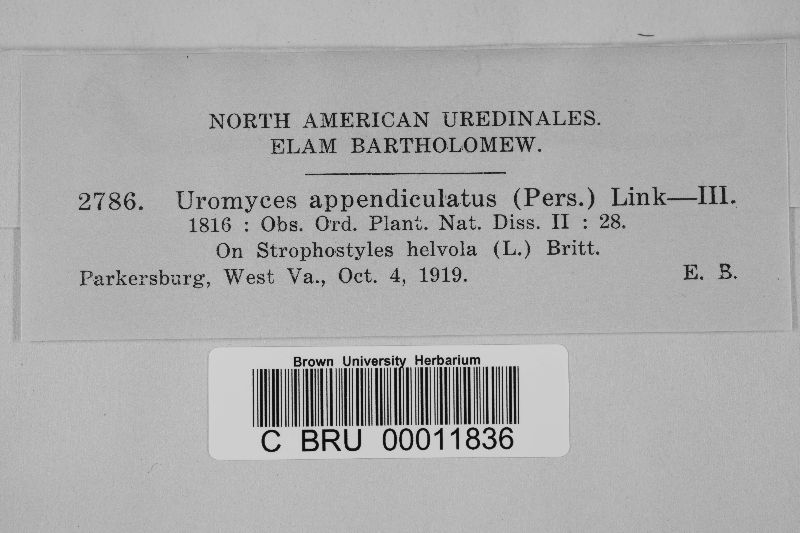 NORTH AMERICAN UREDINALES.
ELAM BARTHOLOMEW.
2786. Uromyces appendiculatus (Pers.) Link—III.
1816 : Obs. Ord. Plant. Nat. Diss. II : 28.
On Strophostyles helvola (L.) Britt.
Parkersburg, West Va., Oct. 4, 1919. E. B.
Brown University Herbarium
C BRU 00011836